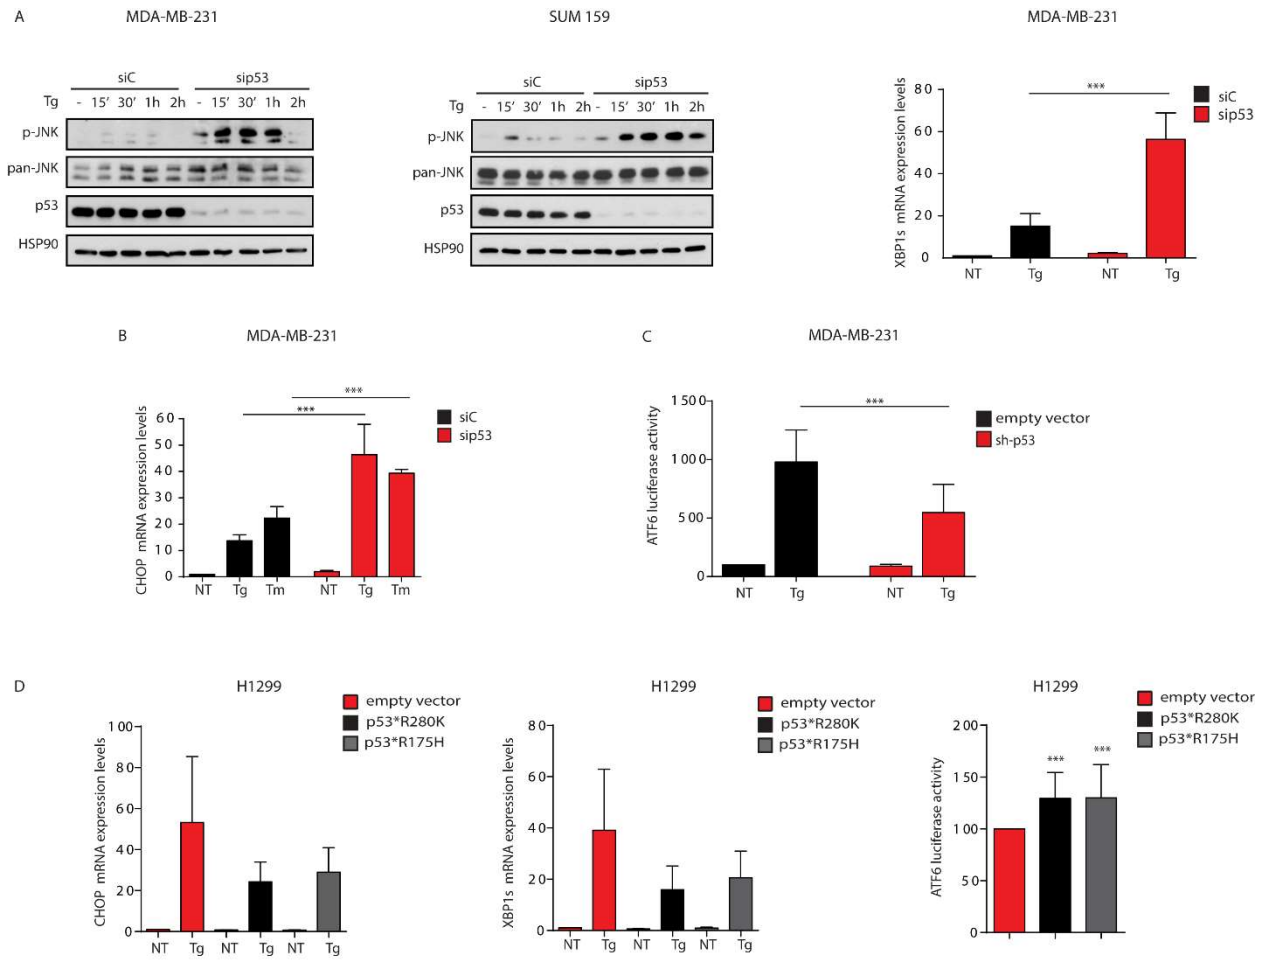 A
MDA-MB-231
SUM 159
MDA-MB-231
siC sip53
Tg - 15' 30' 1h 2h - 15' 30' 1h 2h
p-JNK
pan-JNK
p53
HSP90
siC sip53
Tg - 15' 30' 1h 2h - 15' 30' 1h 2h
p-JNK
pan-JNK
p53
HSP90
XBP1s mRNA expression levels
80
60
40
20
0
***
NT Tg NT Tg
siC
sip53
B
MDA-MB-231
CHOP mRNA expression levels
60
50
40
30
20
10
0
***
***
NT Tg Tm NT Tg Tm
siC
sip53
C
MDA-MB-231
ATF6 luciferase activity
1500
1000
500
0
***
NT Tg NT Tg
empty vector
sh-p53
D
H1299
CHOP mRNA expression levels
100
80
60
40
20
0
NT Tg NT Tg NT Tg
empty vector
p53*R280K
p53*R175H
H1299
XBP1s mRNA expression levels
80
60
40
20
0
NT Tg NT Tg NT Tg
empty vector
p53*R280K
p53*R175H
H1299
ATF6 luciferase activity
200
150
100
50
0
*** ***
empty vector
p53*R280K
p53*R175H